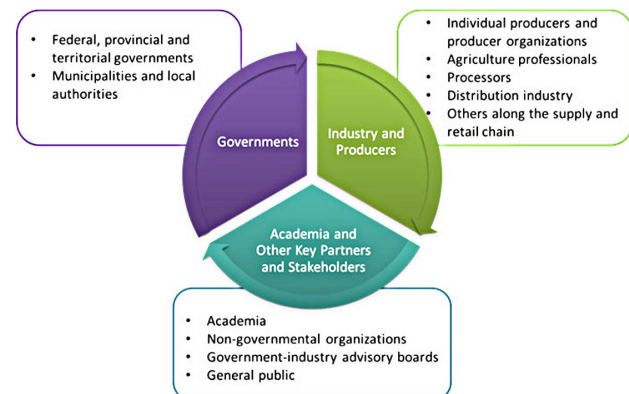 • Federal, provincial and
territorial governments
• Municipalities and local
authorities
• Individual producers and
producer organizations
• Agriculture professionals
• Processors
• Distribution industry
• Others along the supply and
retail chain
Governments
Industry and
Producers
Academia and
Other Key Partners
and Stakeholders
• Academia
• Non-governmental organizations
• Government-industry advisory boards
• General public